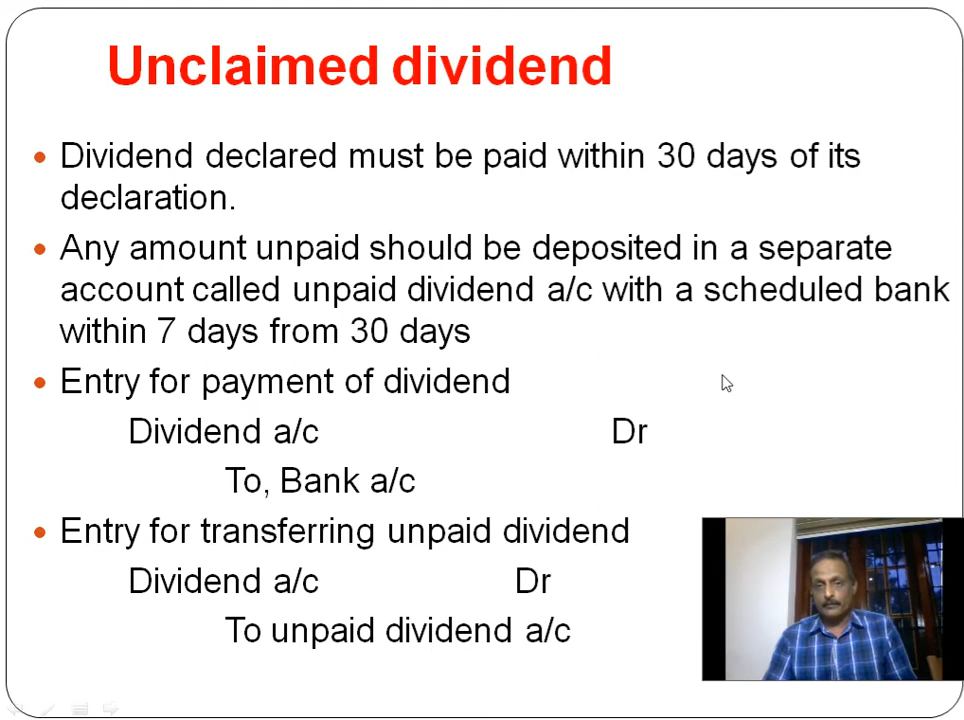 Unclaimed dividend
• Dividend declared must be paid within 30 days of its
declaration.
• Any amount unpaid should be deposited in a separate
account called unpaid dividend a/c with a scheduled bank
within 7 days from 30 days
• Entry for payment of dividend
Dividend a/c Dr
To, Bank a/c
• Entry for transferring unpaid dividend
Dividend a/c Dr
To unpaid dividend a/c